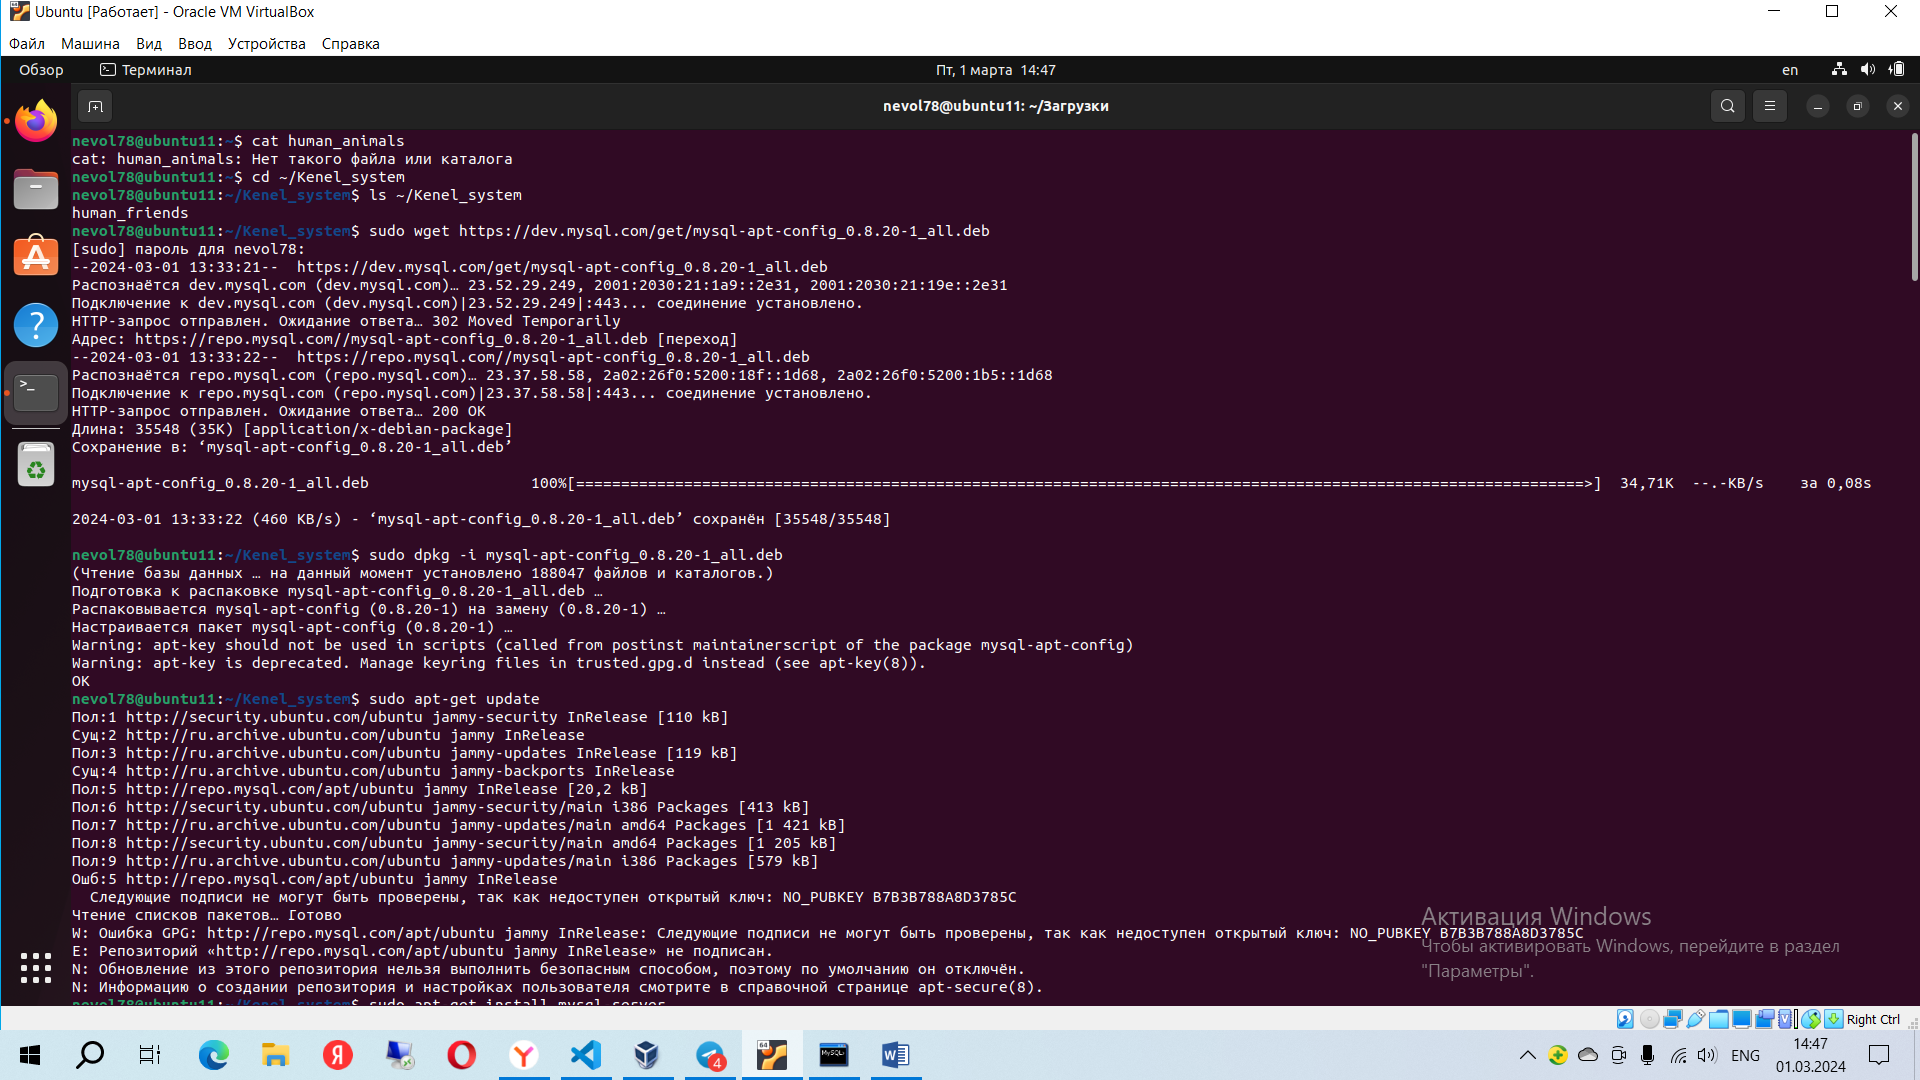 Ubuntu [Работает] - Oracle VM VirtualBox
Файл Машина Вид Ввод Устройства Справка
Обзор Терминал Пт, 1 марта 14:47 en
nevol78@ubuntu11: ~/Загрузки
nevol78@ubuntu11:~$ cat human_animals
cat: human_animals: Нет такого файла или каталога
nevol78@ubuntu11:~$ cd ~/Kenel_system
nevol78@ubuntu11:~/Kenel_system$ ls ~/Kenel_system
human_friends
nevol78@ubuntu11:~/Kenel_system$ sudo wget https://dev.mysql.com/get/mysql-apt-config_0.8.20-1_all.deb
[sudo] пароль для nevol78:
--2024-03-01 13:33:21--  https://dev.mysql.com/get/mysql-apt-config_0.8.20-1_all.deb
Распознаётся dev.mysql.com (dev.mysql.com)… 23.52.29.249, 2001:2030:21:1a9::2e31, 2001:2030:21:19e::2e31
Подключение к dev.mysql.com (dev.mysql.com)|23.52.29.249|:443... соединение установлено.
HTTP-запрос отправлен. Ожидание ответа… 302 Moved Temporarily
Адрес: https://repo.mysql.com//mysql-apt-config_0.8.20-1_all.deb [переход]
--2024-03-01 13:33:22--  https://repo.mysql.com//mysql-apt-config_0.8.20-1_all.deb
Распознаётся repo.mysql.com (repo.mysql.com)… 23.37.58.58, 2a02:26f0:5200:18f::1d68, 2a02:26f0:5200:1b5::1d68
Подключение к repo.mysql.com (repo.mysql.com)|23.37.58.58|:443... соединение установлено.
HTTP-запрос отправлен. Ожидание ответа… 200 OK
Длина: 35548 (35K) [application/x-debian-package]
Сохранение в: ‘mysql-apt-config_0.8.20-1_all.deb’
mysql-apt-config_0.8.20-1_all.deb 100%[================================================================================================================>] 34,71K --.-KB/s за 0,08s
2024-03-01 13:33:22 (460 KB/s) - ‘mysql-apt-config_0.8.20-1_all.deb’ сохранён [35548/35548]
nevol78@ubuntu11:~/Kenel_system$ sudo dpkg -i mysql-apt-config_0.8.20-1_all.deb
(Чтение базы данных … на данный момент установлено 188047 файлов и каталогов.)
Подготовка к распаковке mysql-apt-config_0.8.20-1_all.deb …
Распаковывается mysql-apt-config (0.8.20-1) на замену (0.8.20-1) …
Настраивается пакет mysql-apt-config (0.8.20-1) …
Warning: apt-key should not be used in scripts (called from postinst maintainerscript of the package mysql-apt-config)
Warning: apt-key is deprecated. Manage keyring files in trusted.gpg.d instead (see apt-key(8)).
OK
nevol78@ubuntu11:~/Kenel_system$ sudo apt-get update
Пол:1 http://security.ubuntu.com/ubuntu jammy-security InRelease [110 kB]
Сущ:2 http://ru.archive.ubuntu.com/ubuntu jammy InRelease
Пол:3 http://ru.archive.ubuntu.com/ubuntu jammy-updates InRelease [119 kB]
Сущ:4 http://ru.archive.ubuntu.com/ubuntu jammy-backports InRelease
Пол:5 http://repo.mysql.com/apt/ubuntu jammy InRelease [20,2 kB]
Пол:6 http://security.ubuntu.com/ubuntu jammy-security/main i386 Packages [413 kB]
Пол:7 http://ru.archive.ubuntu.com/ubuntu jammy-updates/main amd64 Packages [1 421 kB]
Пол:8 http://security.ubuntu.com/ubuntu jammy-security/main amd64 Packages [1 205 kB]
Пол:9 http://ru.archive.ubuntu.com/ubuntu jammy-updates/main i386 Packages [579 kB]
Ошб:5 http://repo.mysql.com/apt/ubuntu jammy InRelease
  Следующие подписи не могут быть проверены, так как недоступен открытый ключ: NO_PUBKEY B7B3B788A8D3785C
Чтение списков пакетов… Готово
W: Ошибка GPG: http://repo.mysql.com/apt/ubuntu jammy InRelease: Следующие подписи не могут быть проверены, так как недоступен открытый ключ: NO_PUBKEY B7B3B788A8D3785C
E: Репозиторий «http://repo.mysql.com/apt/ubuntu jammy InRelease» не подписан.
N: Обновление из этого репозитория нельзя выполнить безопасным способом, поэтому по умолчанию он отключён.
N: Информацию о создании репозитория и настройках пользователя смотрите в справочной странице apt-secure(8).
nevol78@ubuntu11:~/Kenel_system$ sudo apt-get install mysql-server
Активация Windows
Чтобы активировать Windows, перейдите в раздел
"Параметры".
Right Ctrl
4
64
MySQL
ENG
14:47
01.03.2024